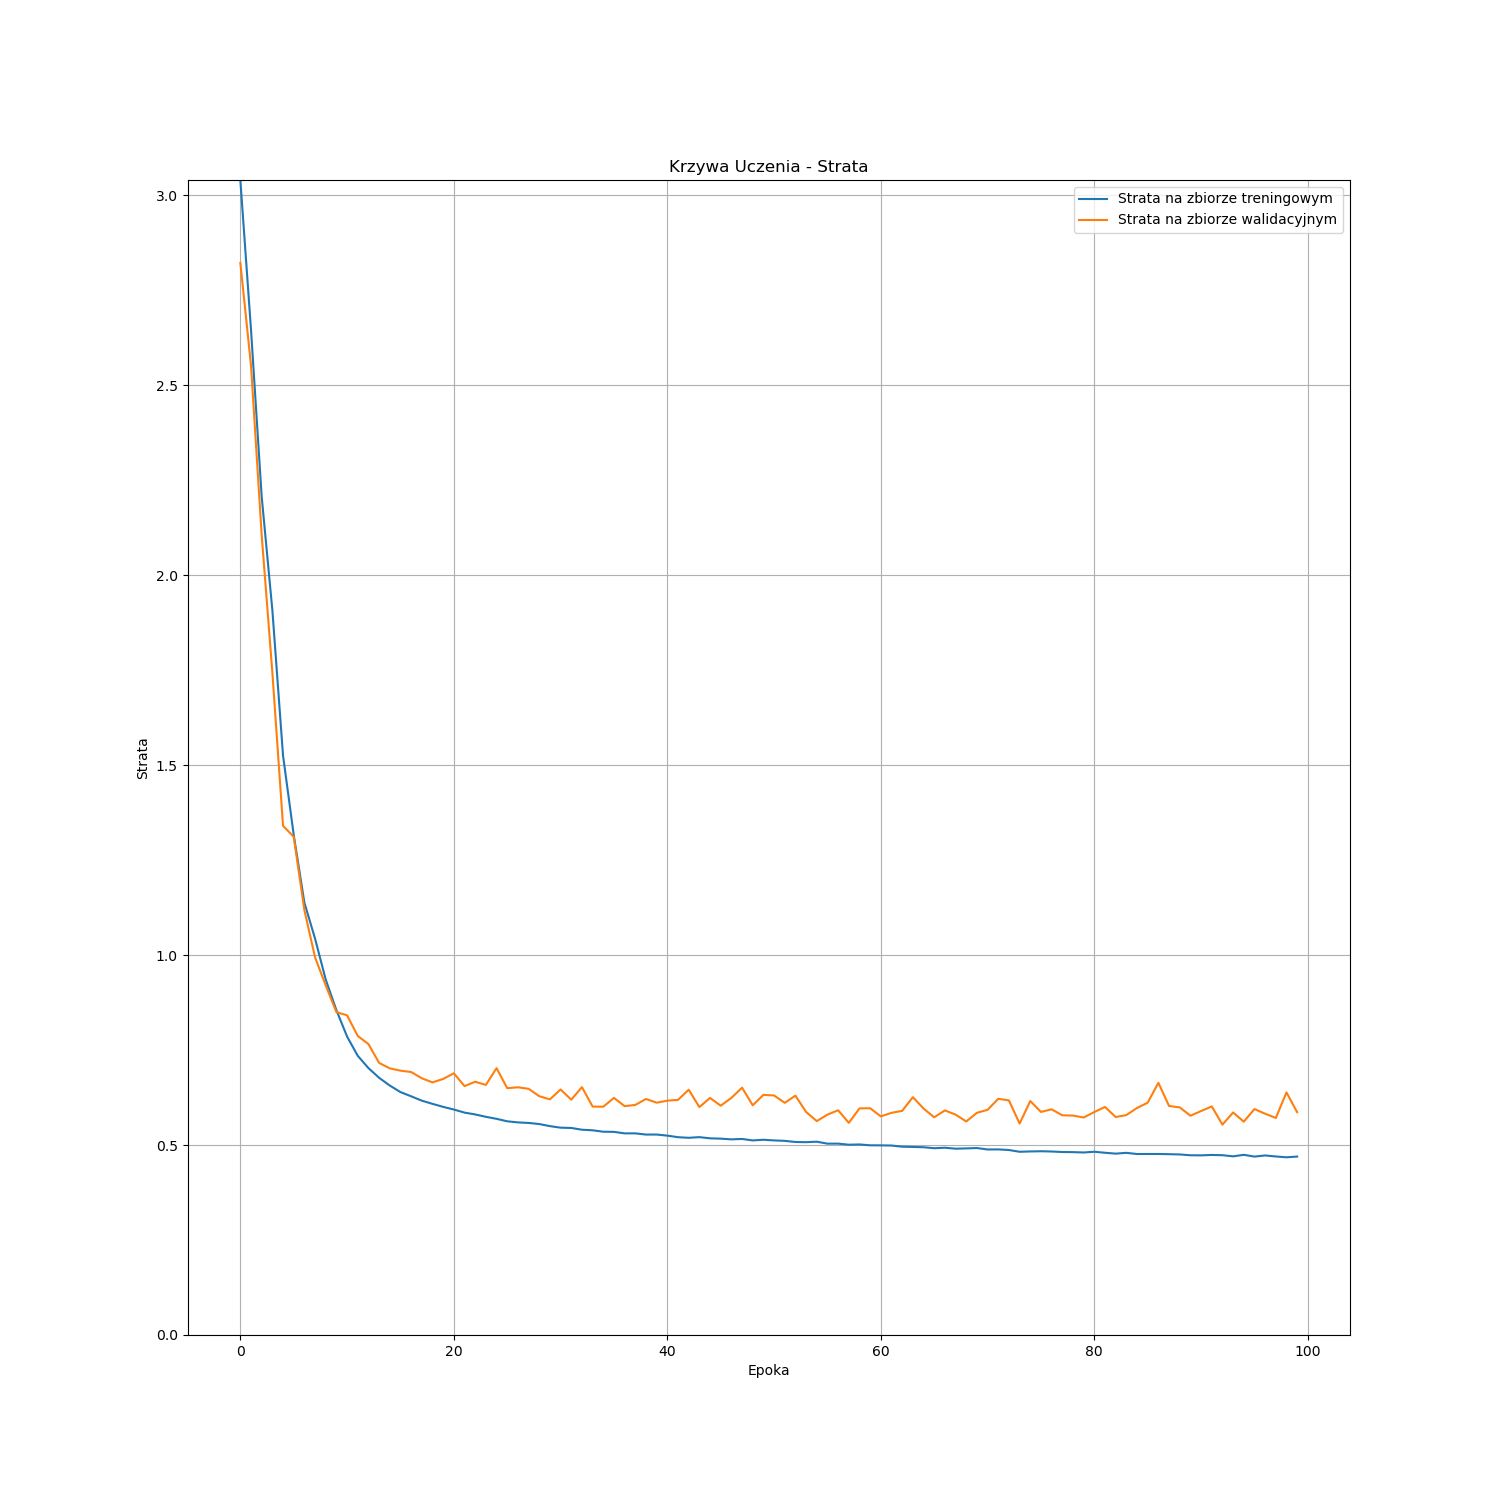 Krzywa Uczenia - Strata
Strata na zbiorze treningowym
Strata na zbiorze walidacyjnym
3.0
2.5
2.0
1.5
1.0
0.5
0.0
Strata
0 20 40 60 80 100
Epoka